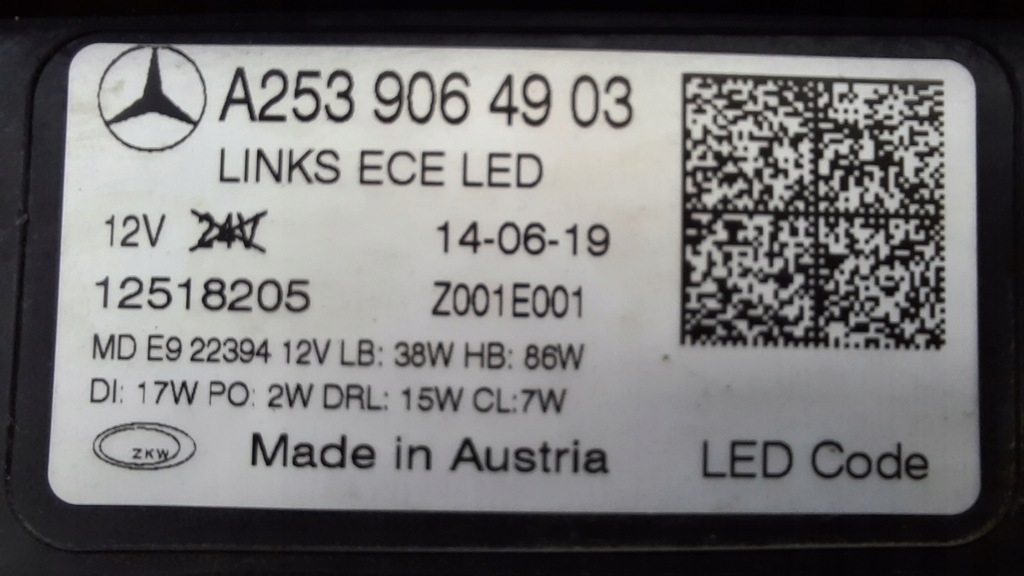 A253 906 49 03
LINKS ECE LED
12V 24V 14-06-19
12518205 Z001E001
MD E9 22394 12V LB: 38W HB: 86W
DI: 17W PO: 2W DRL: 15W CL:7W
ZKW Made in Austria LED Code